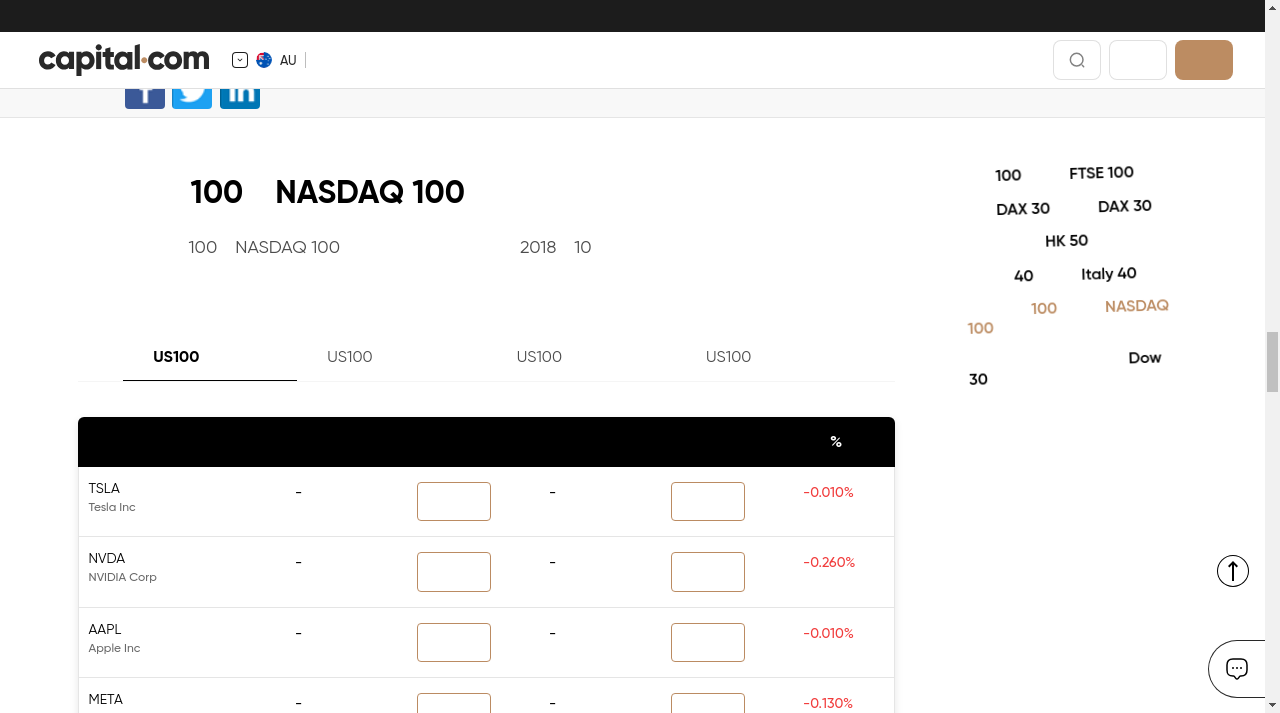 capital.com
AU
100 NASDAQ 100
100 NASDAQ 100 2018 10
100 FTSE 100
DAX 30 DAX 30
HK 50
40 Italy 40
100 NASDAQ
100
Dow
30
US100 US100 US100 US100
%
TSLA - - -0.010%
Tesla Inc
NVDA - - -0.260%
NVIDIA Corp
AAPL - - -0.010%
Apple Inc
META - - -0.130%